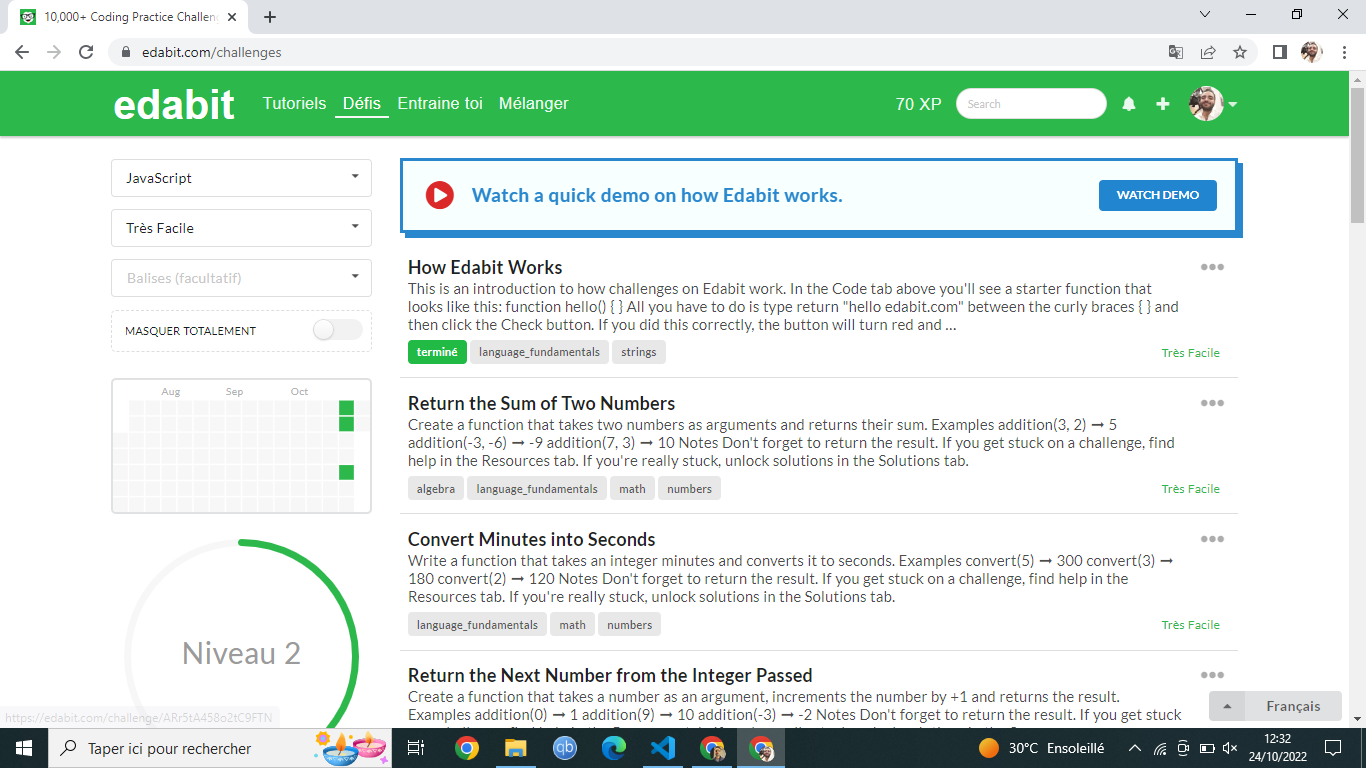 10,000+ Coding Practice Challen
edabit.com/challenges
edabit
Tutoriels Défis Entraine toi Mélanger
70 XP Search
JavaScript
Très Facile
Balises (facultatif)
MASQUER TOTALEMENT
Aug Sep Oct
Niveau 2
Watch a quick demo on how Edabit works.
WATCH DEMO
How Edabit Works
This is an introduction to how challenges on Edabit work. In the Code tab above you'll see a starter function that
looks like this: function hello() { } All you have to do is type return "hello edabit.com" between the curly braces { } and
then click the Check button. If you did this correctly, the button will turn red and ...
terminé language_fundamentals strings
Très Facile
Return the Sum of Two Numbers
Create a function that takes two numbers as arguments and returns their sum. Examples addition(3, 2) ➞ 5
addition(-3, -6) ➞ -9 addition(7, 3) ➞ 10 Notes Don't forget to return the result. If you get stuck on a challenge, find
help in the Resources tab. If you're really stuck, unlock solutions in the Solutions tab.
algebra language_fundamentals math numbers
Très Facile
Convert Minutes into Seconds
Write a function that takes an integer minutes and converts it to seconds. Examples convert(5) ➞ 300 convert(3) ➞
180 convert(2) ➞ 120 Notes Don't forget to return the result. If you get stuck on a challenge, find help in the
Resources tab. If you're really stuck, unlock solutions in the Solutions tab.
language_fundamentals math numbers
Très Facile
Return the Next Number from the Integer Passed
Create a function that takes a number as an argument, increments the number by +1 and returns the result.
Examples addition(0) ➞ 1 addition(9) ➞ 10 addition(-3) ➞ -2 Notes Don't forget to return the result. If you get stuck
Français
https://edabit.com/challenge/ARr5tA458o2tC9FTN
Taper ici pour rechercher
qb
30°C Ensoleillé
12:32
24/10/2022